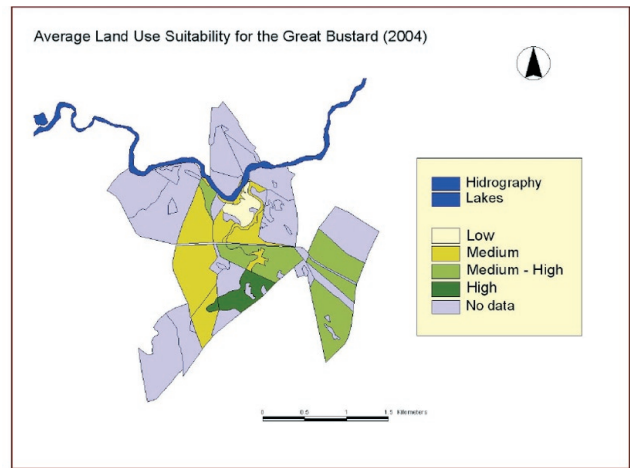 Average Land Use Suitability for the Great Bustard (2004)
Hidrography
Lakes
Low
Medium
Medium - High
High
No data
0 0.5 1 1.5 Kilometers